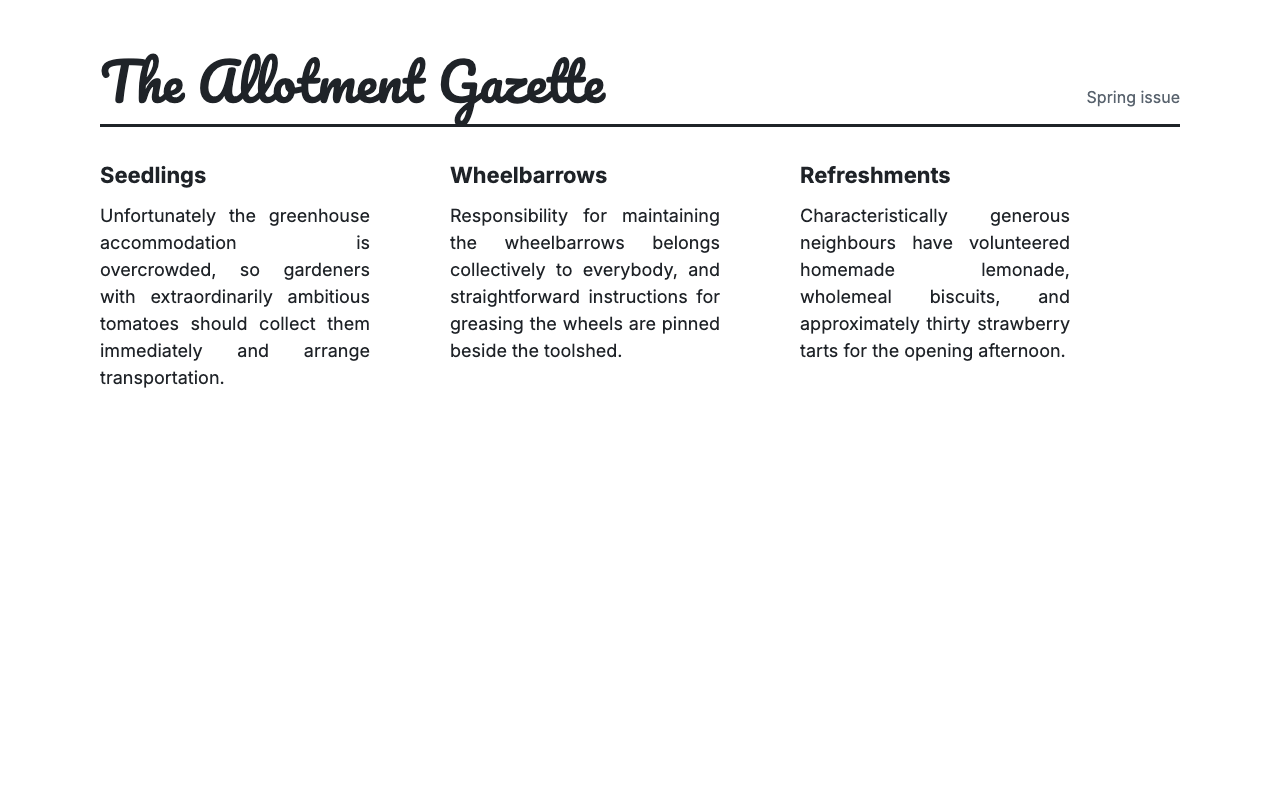 The Allotment Gazette
Spring issue
Seedlings
Unfortunately the greenhouse
accommodation is
overcrowded, so gardeners
with extraordinarily ambitious
tomatoes should collect them
immediately and arrange
transportation.
Wheelbarrows
Responsibility for maintaining
the wheelbarrows belongs
collectively to everybody, and
straightforward instructions for
greasing the wheels are pinned
beside the toolshed.
Refreshments
Characteristically generous
neighbours have volunteered
homemade lemonade,
wholemeal biscuits, and
approximately thirty strawberry
tarts for the opening afternoon.